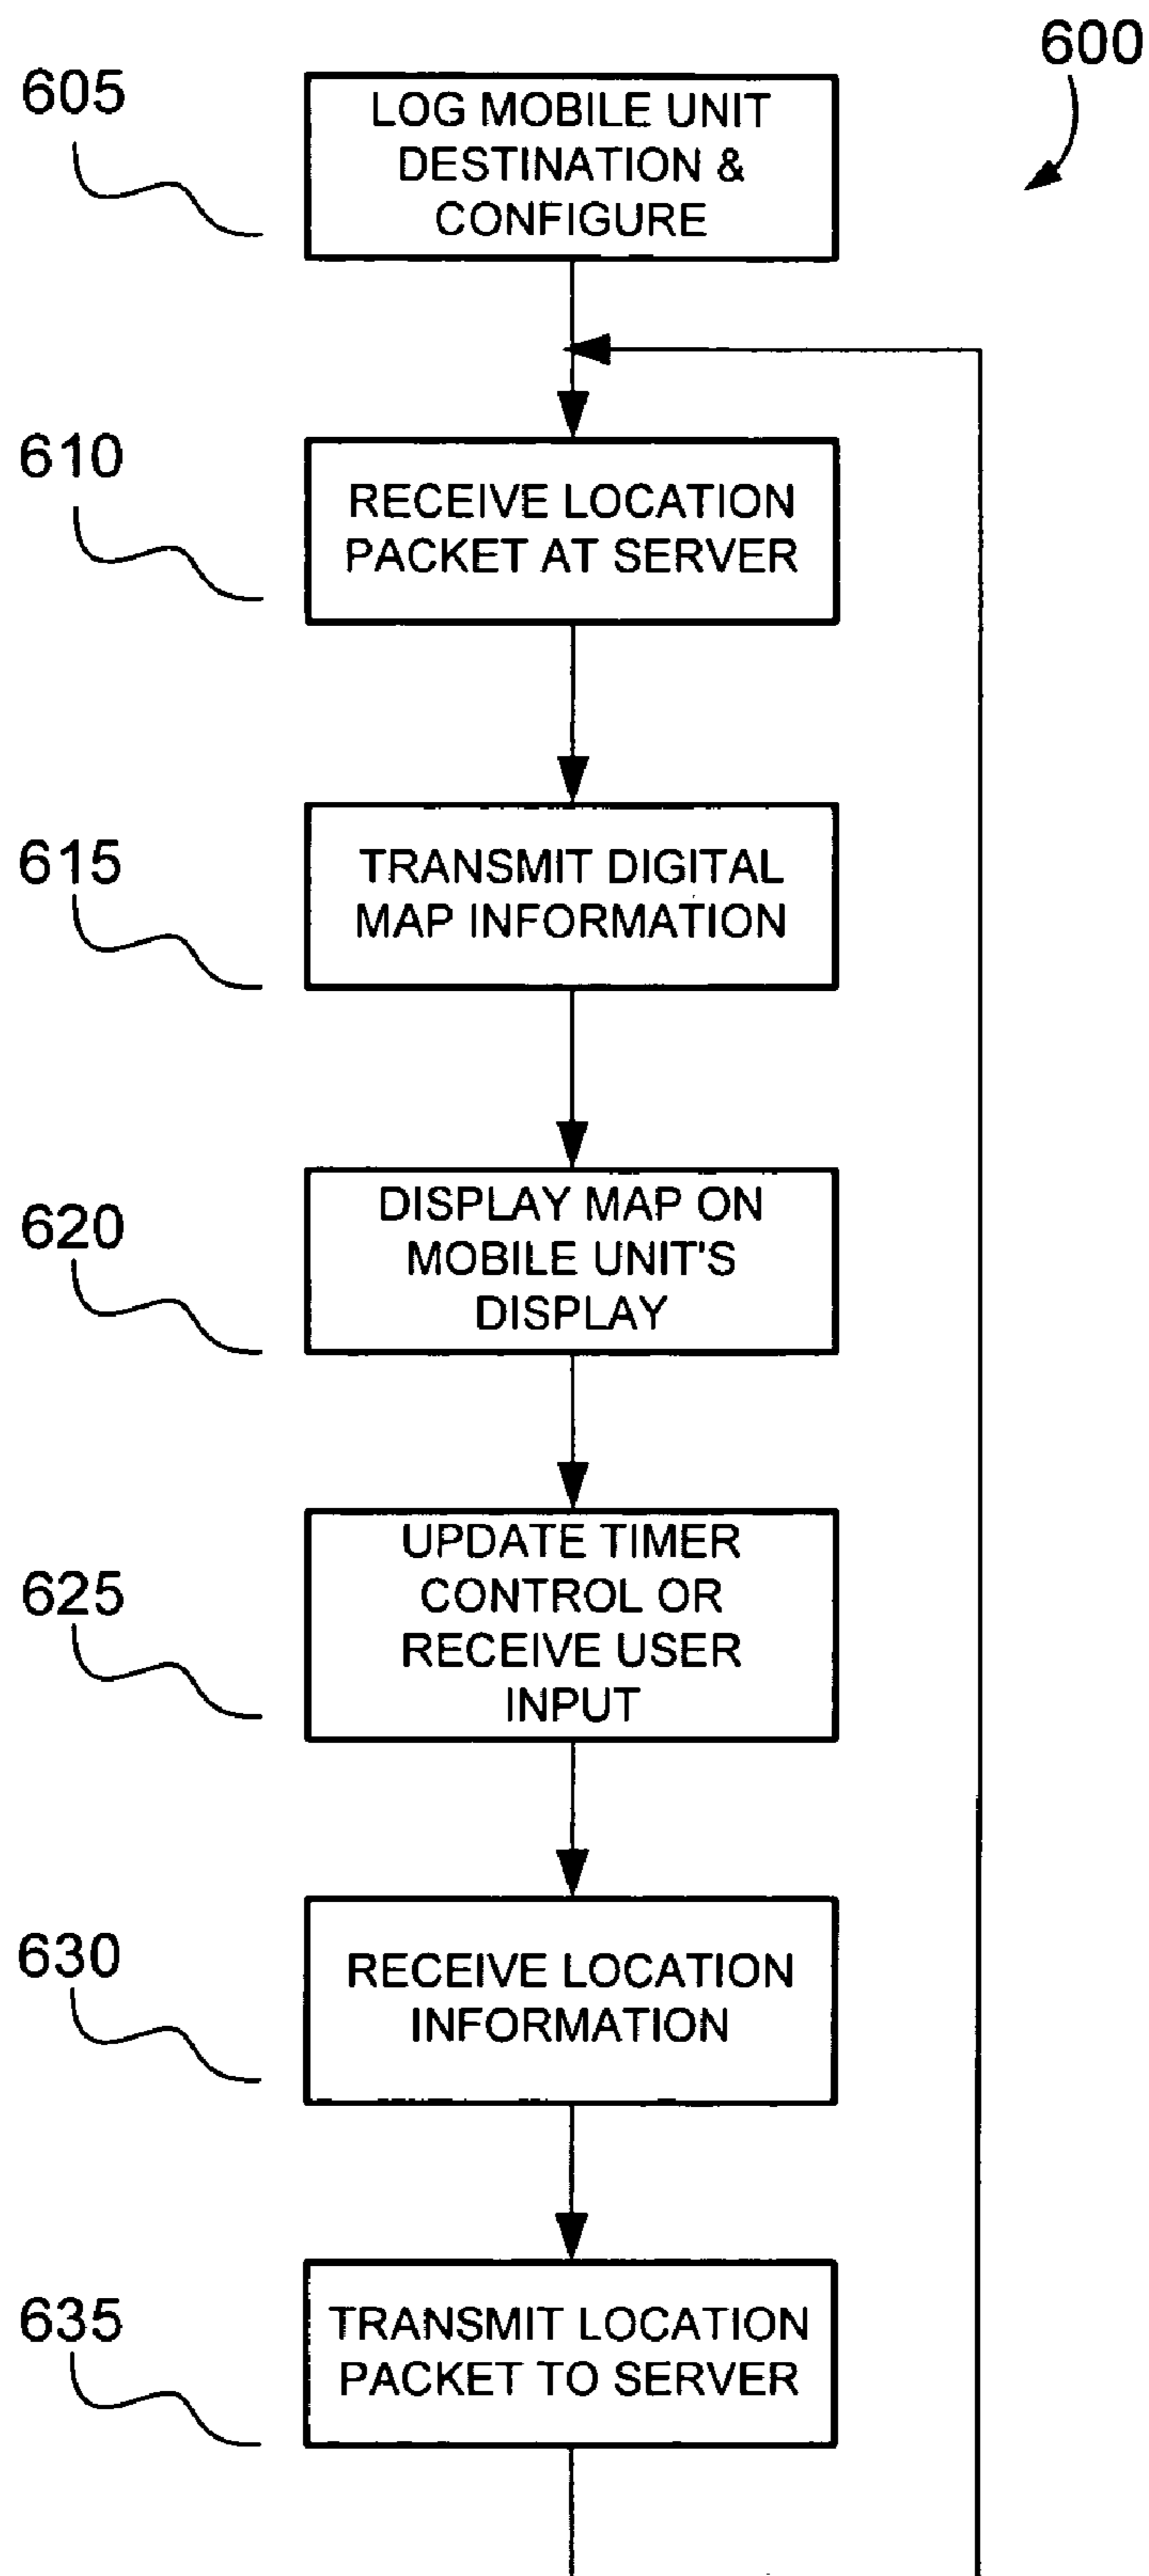 600
605
LOG MOBILE UNIT
DESTINATION &
CONFIGURE
610
RECEIVE LOCATION
PACKET AT SERVER
615
TRANSMIT DIGITAL
MAP INFORMATION
620
DISPLAY MAP ON
MOBILE UNIT'S
DISPLAY
625
UPDATE TIMER
CONTROL OR
RECEIVE USER
INPUT
630
RECEIVE LOCATION
INFORMATION
635
TRANSMIT LOCATION
PACKET TO SERVER